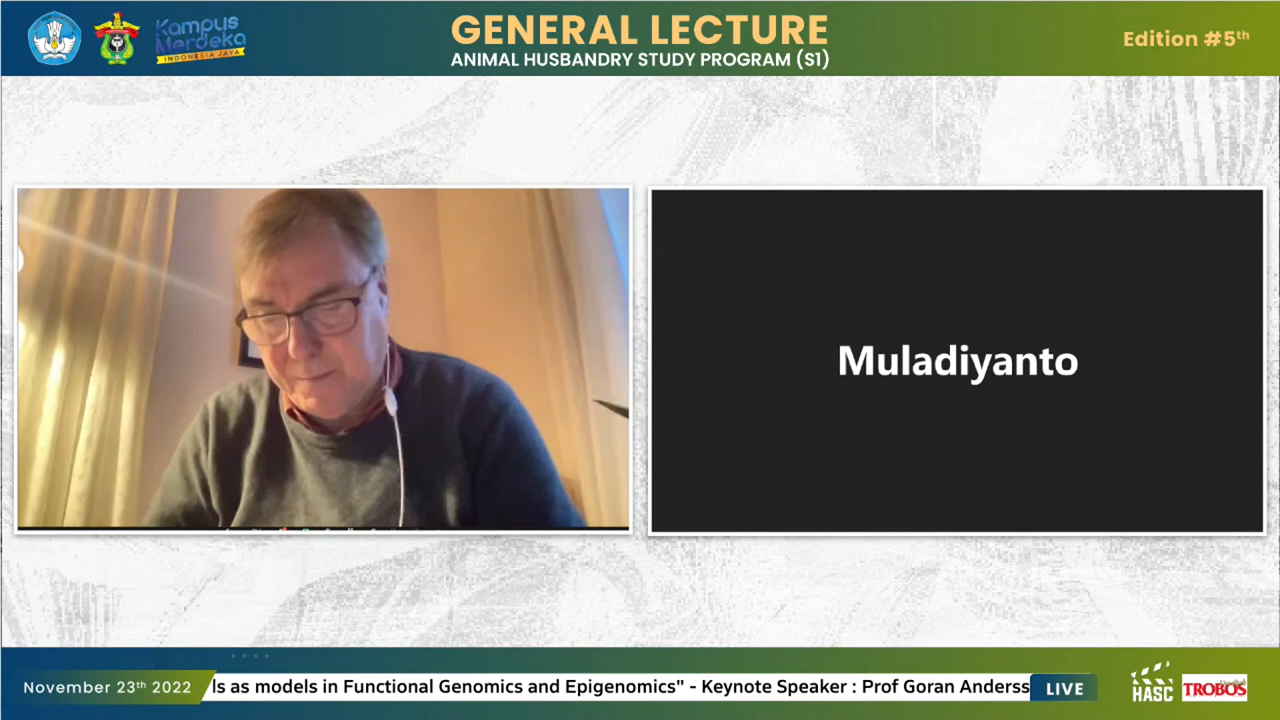 Kampus
Merdeka
INDONESIA JAYA
GENERAL LECTURE
ANIMAL HUSBANDRY STUDY PROGRAM (S1)
Edition #5th
Muladiyanto
November 23th 2022
ls as models in Functional Genomics and Epigenomics" - Keynote Speaker : Prof Goran Anderss
LIVE
HASC
TROBOS